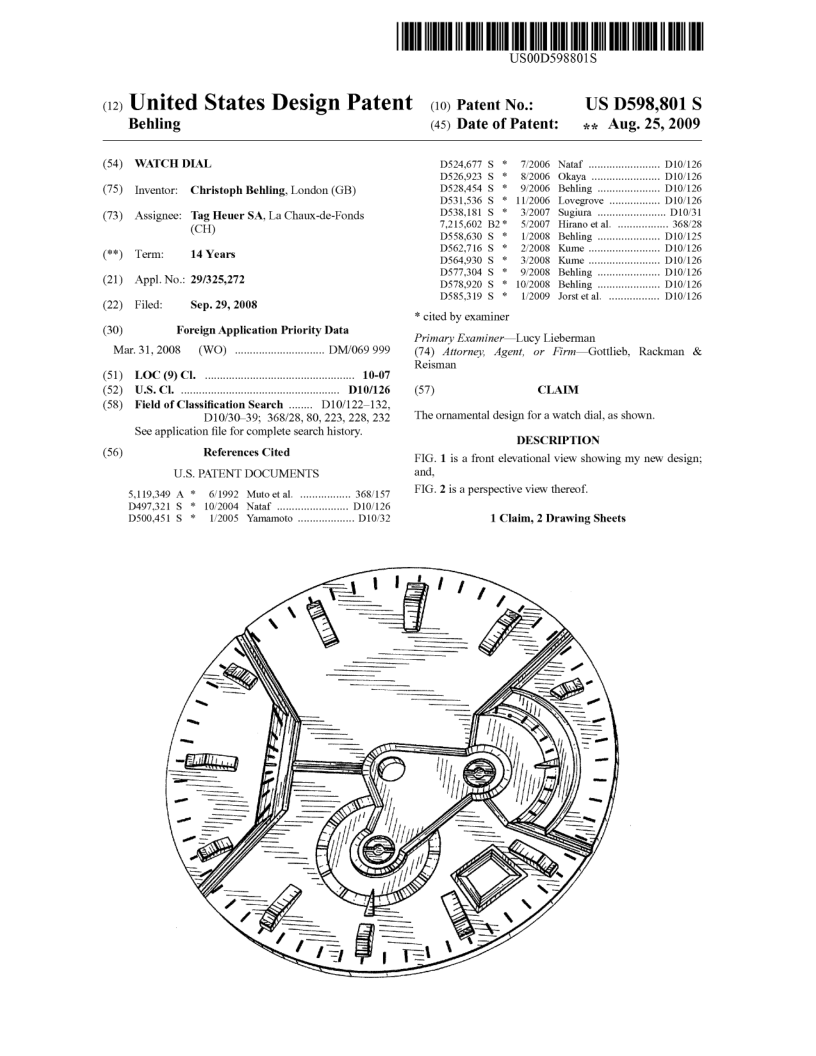 US00D598801S
(12) United States Design Patent
Behling
(10) Patent No.: US D598,801 S
(45) Date of Patent: ** Aug. 25, 2009
(54) WATCH DIAL
(75) Inventor: Christoph Behling, London (GB)
(73) Assignee: Tag Heuer SA, La Chaux-de-Fonds
(CH)
(**) Term: 14 Years
(21) Appl. No.: 29/325,272
(22) Filed: Sep. 29, 2008
(30) Foreign Application Priority Data
Mar. 31, 2008 (WO) .............................. DM/069 999
(51) LOC (9) Cl. .................................................. 10-07
(52) U.S. Cl. ..................................................... D10/126
(58) Field of Classification Search ........ D10/122–132,
D10/30–39; 368/28, 80, 223, 228, 232
See application file for complete search history.
(56) References Cited
U.S. PATENT DOCUMENTS
5,119,349 A * 6/1992 Muto et al. ................. 368/157
D497,321 S * 10/2004 Nataf ........................ D10/126
D500,451 S * 1/2005 Yamamoto ................... D10/32
D524,677 S * 7/2006 Nataf ........................ D10/126
D526,923 S * 8/2006 Okaya ....................... D10/126
D528,454 S * 9/2006 Behling ..................... D10/126
D531,536 S * 11/2006 Lovegrove ................. D10/126
D538,181 S * 3/2007 Sugiura ....................... D10/31
7,215,602 B2 * 5/2007 Hirano et al. ................. 368/28
D558,630 S * 1/2008 Behling ..................... D10/125
D562,716 S * 2/2008 Kume ........................ D10/126
D564,930 S * 3/2008 Kume ........................ D10/126
D577,304 S * 9/2008 Behling ..................... D10/126
D578,920 S * 10/2008 Behling ..................... D10/126
D585,319 S * 1/2009 Jorst et al. ................. D10/126
* cited by examiner
Primary Examiner—Lucy Lieberman
(74) Attorney, Agent, or Firm—Gottlieb, Rackman &
Reisman
(57) CLAIM
The ornamental design for a watch dial, as shown.
DESCRIPTION
FIG. 1 is a front elevational view showing my new design;
and,
FIG. 2 is a perspective view thereof.
1 Claim, 2 Drawing Sheets